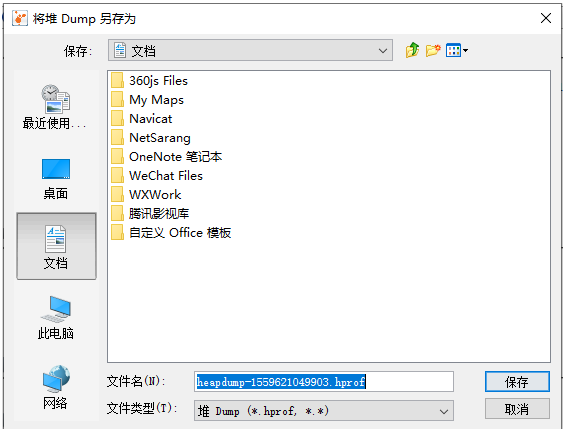 将堆 Dump 另存为
保存:
文档
最近使用...
桌面
文档
此电脑
网络
360js Files
My Maps
Navicat
NetSarang
OneNote 笔记本
WeChat Files
WXWork
腾讯影视库
自定义 Office 模板
文件名(N):
heapdump-1559621049903.hprof
保存
文件类型(T):
堆 Dump (*.hprof, *.*)
取消